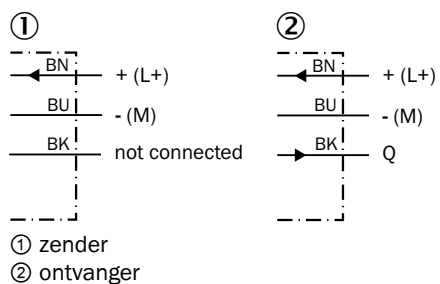 ①
BN + (L+)
BU - (M)
BK not connected
②
BN + (L+)
BU - (M)
BK Q
① zender
② ontvanger